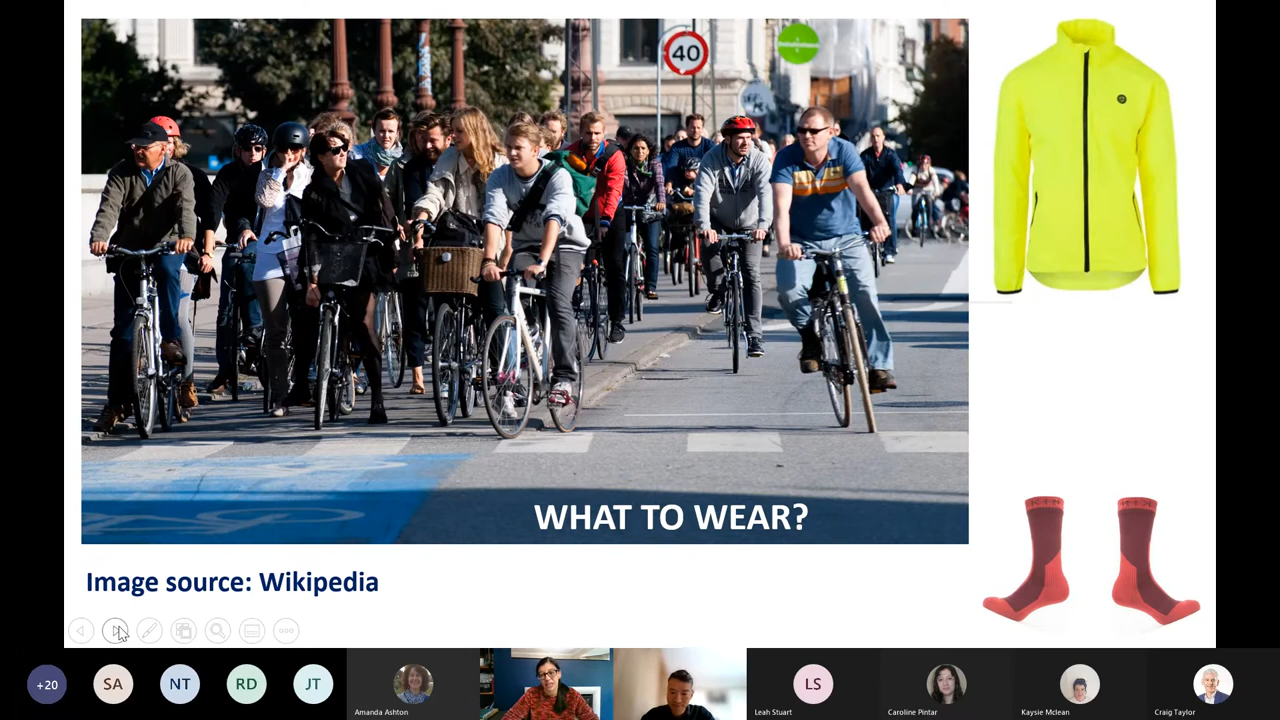 40
WHAT TO WEAR?
Image source: Wikipedia
+20
SA
NT
RD
JT
Amanda Ashton
LS
Leah Stuart
Caroline Pintar
Kaysie Mclean
Craig Taylor